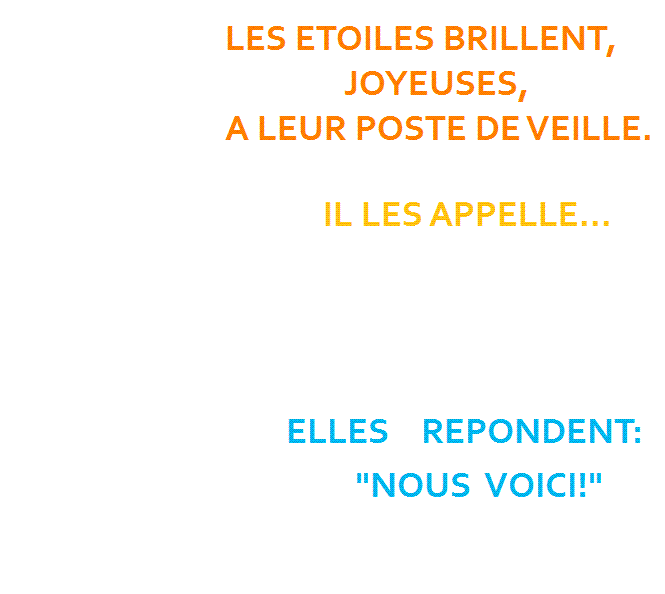 LES ETOILES BRILLENT,
JOYEUSES,
A LEUR POSTE DE VEILLE.
IL LES APPELLE...
ELLES REPONDENT:
"NOUS VOICI!"